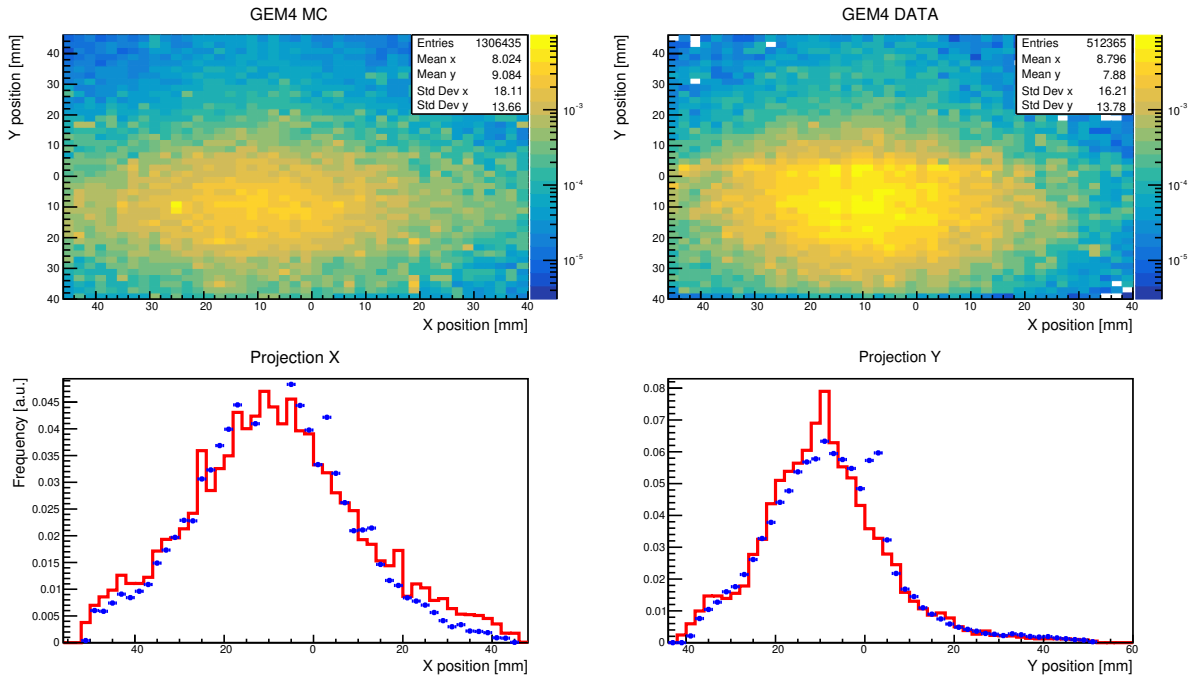 GEM4 MC
Y position [mm]
40
30
20
10
0
10
20
30
40
40 30 20 10 0 10 20 30 40
X position [mm]
Entries 1306435
Mean x 8.024
Mean y 9.084
Std Dev x 18.11
Std Dev y 13.66
10-3
10-4
10-5
GEM4 DATA
Y position [mm]
40
30
20
10
0
10
20
30
40
40 30 20 10 0 10 20 30 40
X position [mm]
Entries 512365
Mean x 8.796
Mean y 7.88
Std Dev x 16.21
Std Dev y 13.78
10-3
10-4
10-5
Projection X
Frequency [a.u.]
0.045
0.04
0.035
0.03
0.025
0.02
0.015
0.01
0.005
0
40 20 0 20 40
X position [mm]
Projection Y
0.08
0.07
0.06
0.05
0.04
0.03
0.02
0.01
0
40 20 0 20 40 60
Y position [mm]